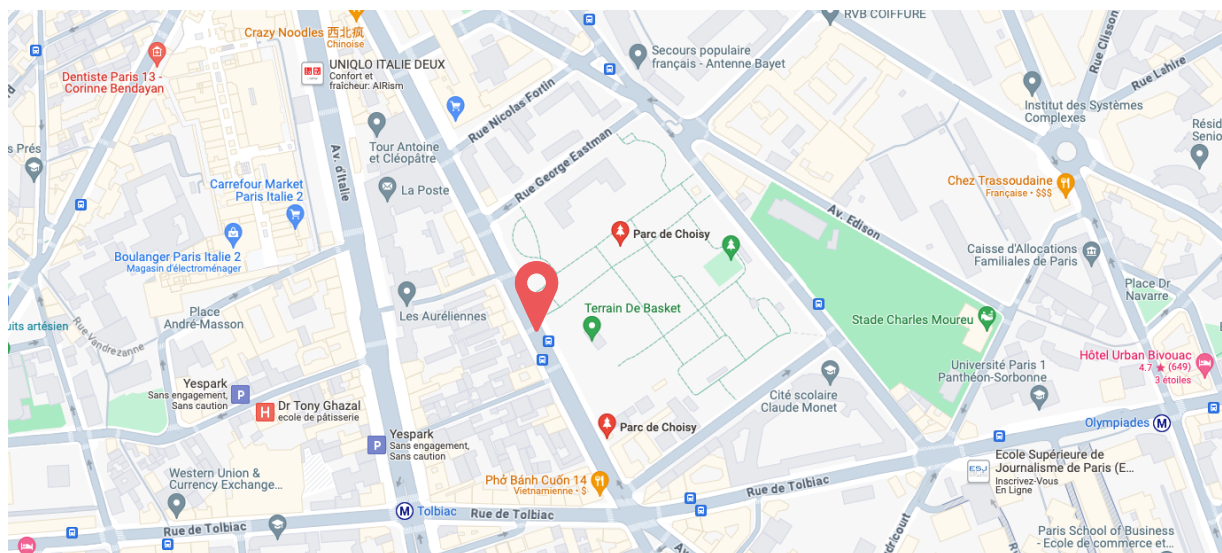 RVB COIFFURE
Crazy Noodles 西北疯
Chinoise
Rue Clisson
Secours populaire
français - Antenne Bayet
UNIQLO ITALIE DEUX
Confort et
fraîcheur: AIRism
Dentiste Paris 13 -
Corinne Bendayan
Rue Lahire
Institut des Systèmes
Complexes
Rue Nicolas Fortin
Tour Antoine
et Cléopâtre
Rési
Senio
s Prés
Av. d'Italie
Rue George Eastman
Carrefour Market
Paris Italie 2
La Poste
Chez Trassoudaine
Française • $$$
Av. Edison
Parc de Choisy
Boulanger Paris Italie 2
Magasin d'électroménager
Caisse d'Allocations
Familiales de Paris
Place Dr
Navarre
Place
André-Masson
Les Auréliennes
Terrain De Basket
Stade Charles Moureu
uits artésien
Rue Vandrezanne
Hôtel Urban Bivouac
4.7 ★ (649)
3 étoiles
Université Paris 1
Panthéon-Sorbonne
Yespark
Sans engagement,
Sans caution
Cité scolaire
Claude Monet
Dr Tony Ghazal
ecole de pâtisserie
Parc de Choisy
Olympiades
Yespark
Sans engagement,
Sans caution
Ecole Supérieure de
Journalisme de Paris (E...
Inscrivez-Vous
En Ligne
Western Union &
Currency Exchange...
Phở Bánh Cuốn 14
Vietnamienne • $
Rue de Tolbiac
Tolbiac
Rue de Tolbiac
Rue de Tolbiac
Paris School of Business
- Ecole de commerce et...